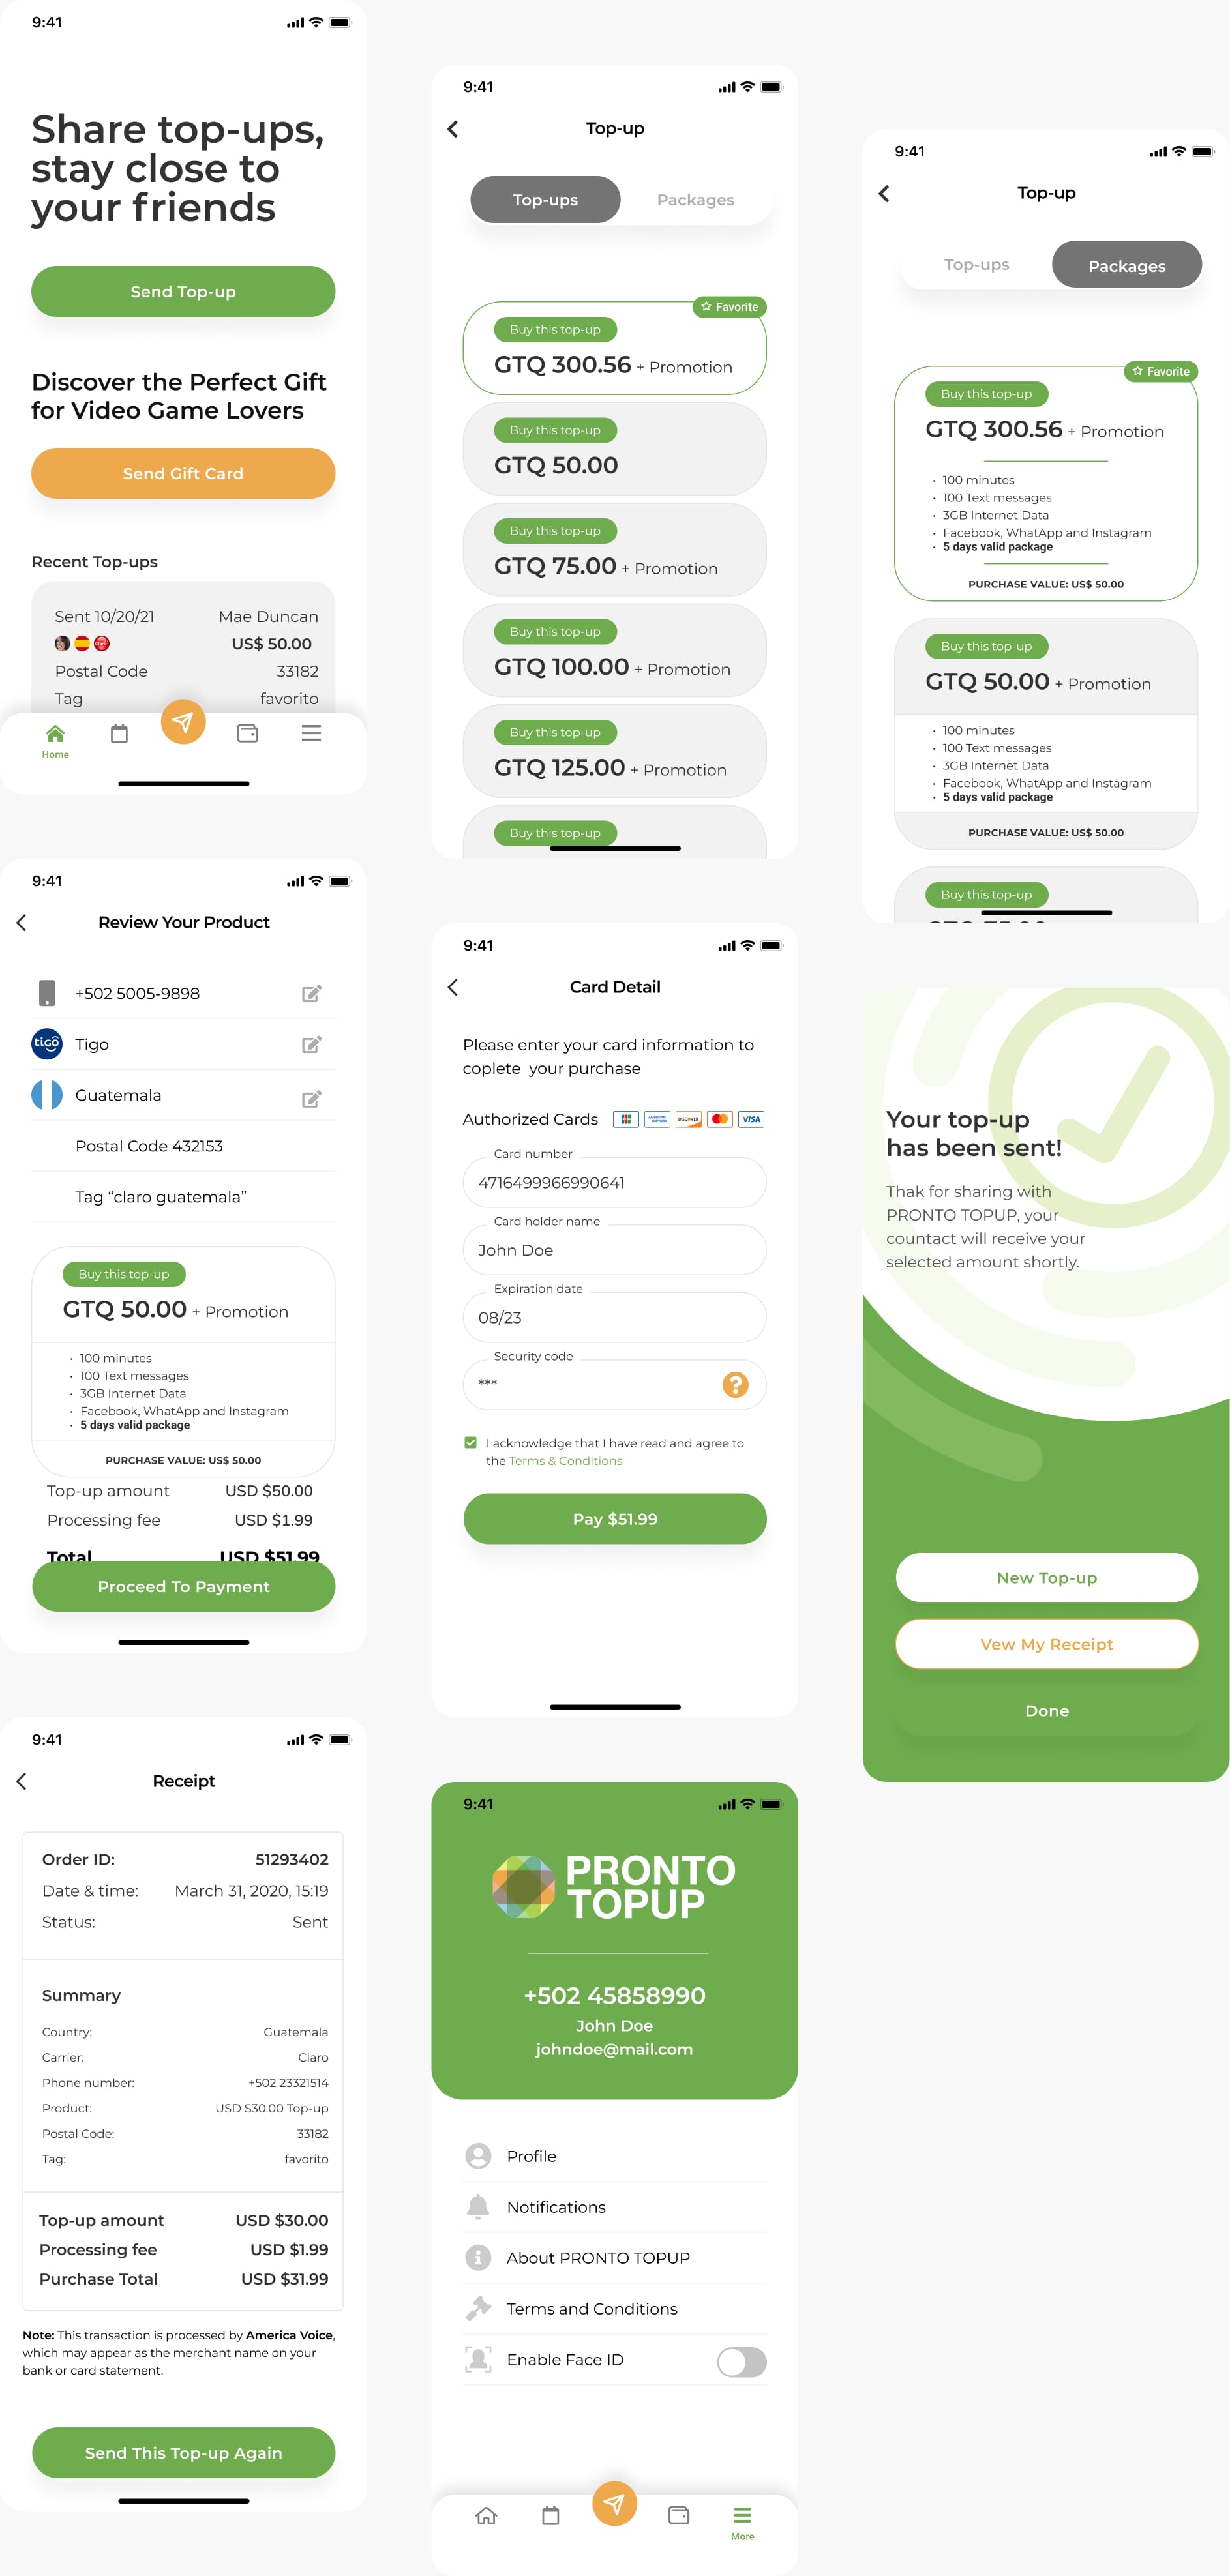 9:41
Share top-ups,
stay close to
your friends
Send Top-up
Discover the Perfect Gift
for Video Game Lovers
Send Gift Card
Recent Top-ups
Sent 10/20/21 Mae Duncan
US$ 50.00
Postal Code 33182
Tag favorito
Home
9:41
Top-up
Top-ups Packages
Favorite
Buy this top-up
GTQ 300.56 + Promotion
Buy this top-up
GTQ 50.00
Buy this top-up
GTQ 75.00 + Promotion
Buy this top-up
GTQ 100.00 + Promotion
Buy this top-up
GTQ 125.00 + Promotion
Buy this top-up
9:41
Top-up
Top-ups Packages
Favorite
Buy this top-up
GTQ 300.56 + Promotion
• 100 minutes
• 100 Text messages
• 3GB Internet Data
• Facebook, WhatApp and Instagram
• 5 days valid package
PURCHASE VALUE: US$ 50.00
Buy this top-up
GTQ 50.00 + Promotion
• 100 minutes
• 100 Text messages
• 3GB Internet Data
• Facebook, WhatApp and Instagram
• 5 days valid package
PURCHASE VALUE: US$ 50.00
Buy this top-up
9:41
Review Your Product
+502 5005-9898
tigo Tigo
Guatemala
Postal Code 432153
Tag “claro guatemala”
Buy this top-up
GTQ 50.00 + Promotion
• 100 minutes
• 100 Text messages
• 3GB Internet Data
• Facebook, WhatApp and Instagram
• 5 days valid package
PURCHASE VALUE: US$ 50.00
Top-up amount USD $50.00
Processing fee USD $1.99
Total USD $51.99
Proceed To Payment
9:41
Card Detail
Please enter your card information to
coplete your purchase
Authorized Cards JCB DISCOVER VISA
Card number
4716499966990641
Card holder name
John Doe
Expiration date
08/23
Security code
*** ?
I acknowledge that I have read and agree to
the Terms & Conditions
Pay $51.99
Your top-up
has been sent!
Thak for sharing with
PRONTO TOPUP, your
countact will receive your
selected amount shortly.
New Top-up
Vew My Receipt
Done
9:41
Receipt
Order ID: 51293402
Date & time: March 31, 2020, 15:19
Status: Sent
Summary
Country: Guatemala
Carrier: Claro
Phone number: +502 23321514
Product: USD $30.00 Top-up
Postal Code: 33182
Tag: favorito
Top-up amount USD $30.00
Processing fee USD $1.99
Purchase Total USD $31.99
Note: This transaction is processed by America Voice,
which may appear as the merchant name on your
bank or card statement.
Send This Top-up Again
9:41
PRONTO
TOPUP
+502 45858990
John Doe
johndoe@mail.com
Profile
Notifications
About PRONTO TOPUP
Terms and Conditions
Enable Face ID
More